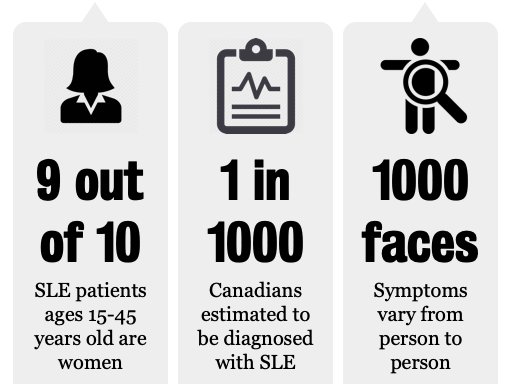 9 out
of 10
SLE patients
ages 15-45
years old are
women
1 in
1000
Canadians
estimated to
be diagnosed
with SLE
1000
faces
Symptoms
vary from
person to
person